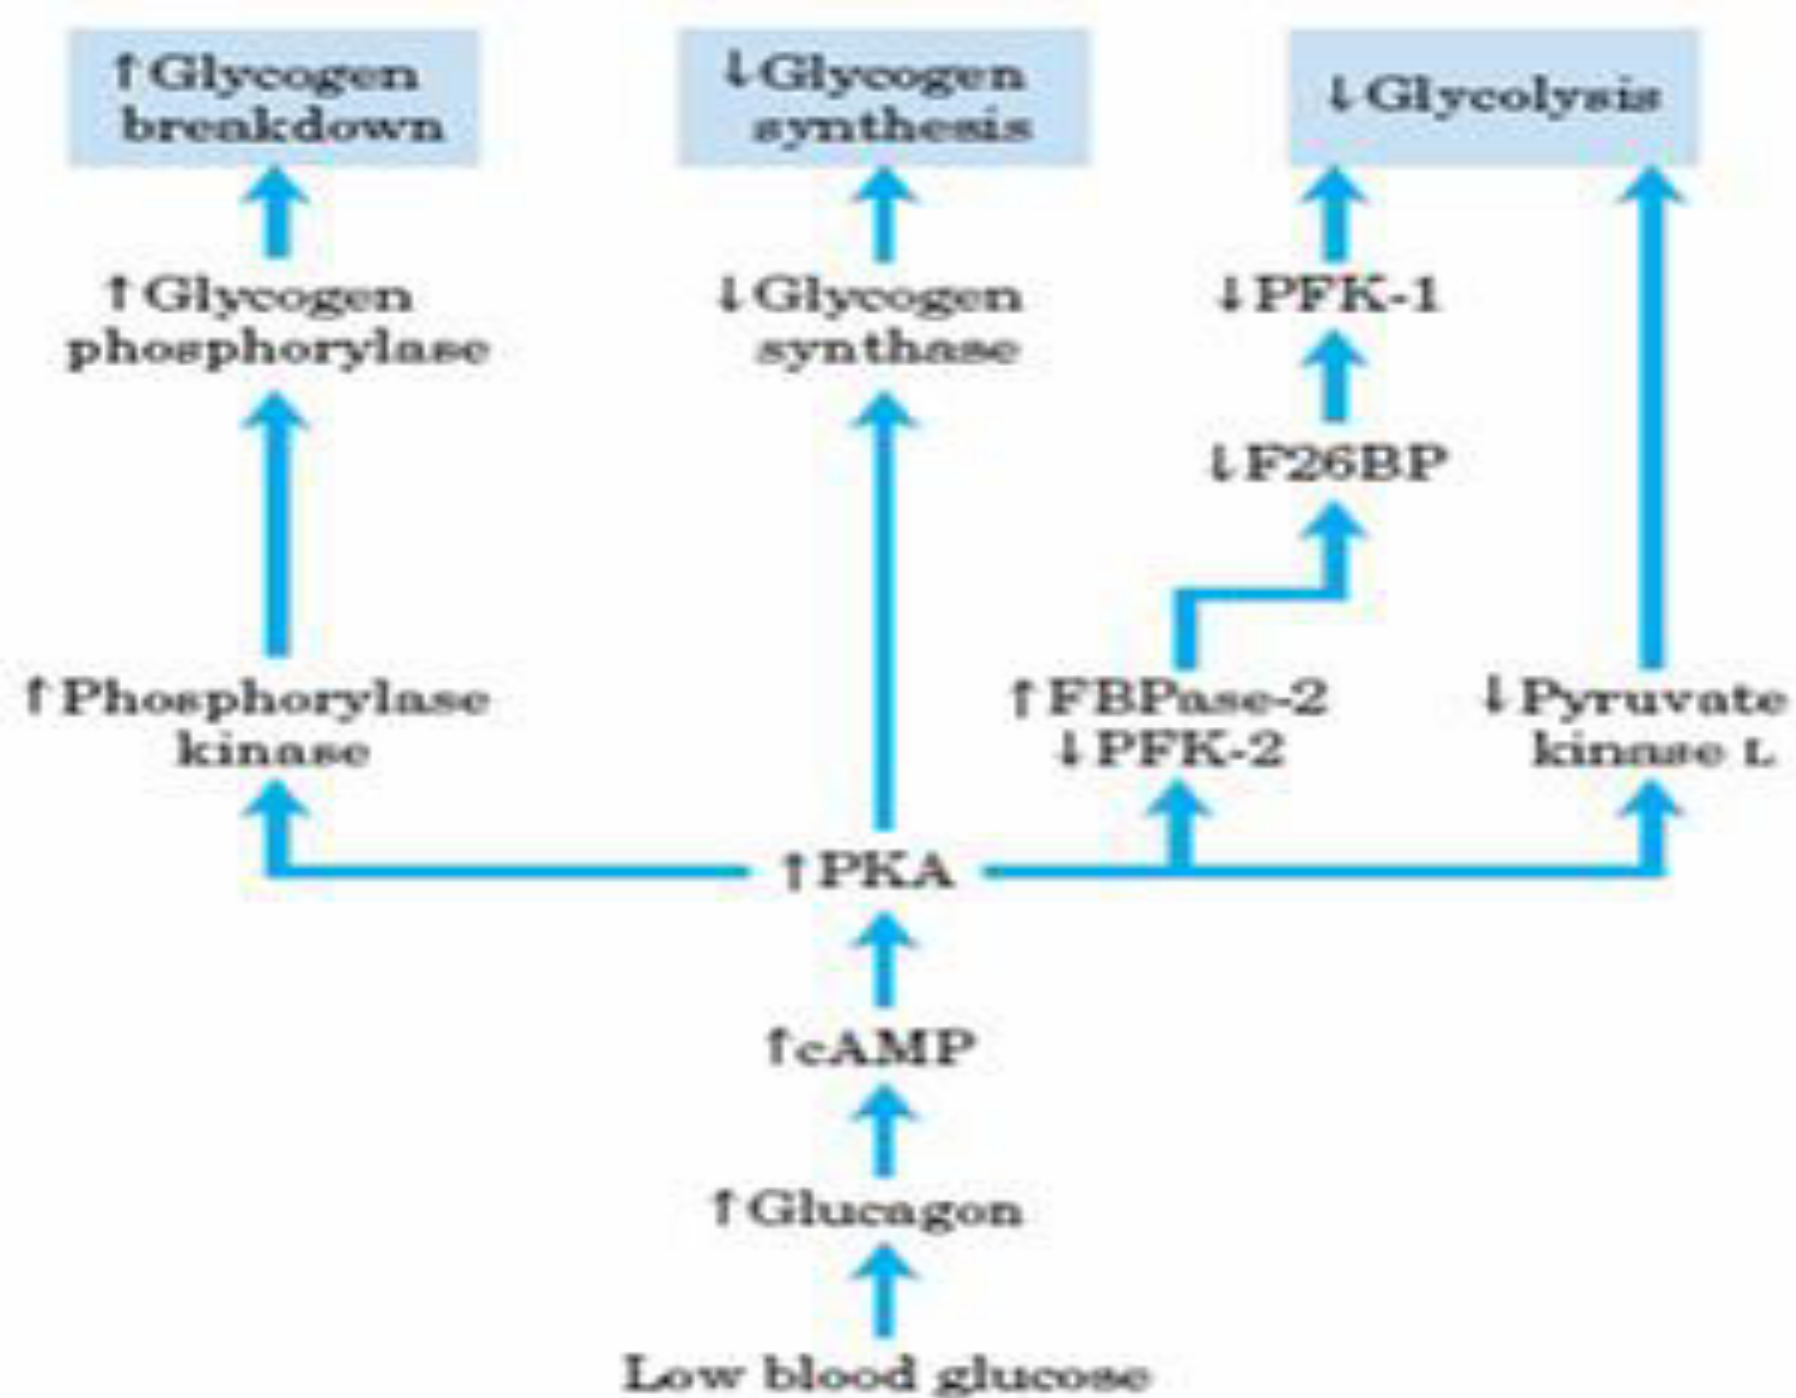 ↑Glycogen
breakdown
↓Glycogen
synthesis
↓Glycolysis
↑Glycogen
phosphorylase
↓Glycogen
synthase
↓PFK-1
↓F26BP
↑Phosphorylase
kinase
↑FBPase-2
↓PFK-2
↓Pyruvate
kinase L
↑PKA
↑cAMP
↑Glucagon
Low blood glucose